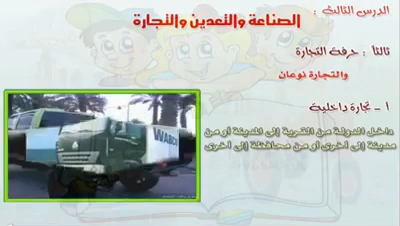 الدرس الثالث :
الصناعة والتعدين والتجارة
ثالثاً : حرفة التجارة
والتجارة نوعان
أ - تجارة داخلية
داخل الدولة من القرية إلى المدينة أو من
مدينة إلى أخرى أو من محافظة إلى أخرى
WABCO